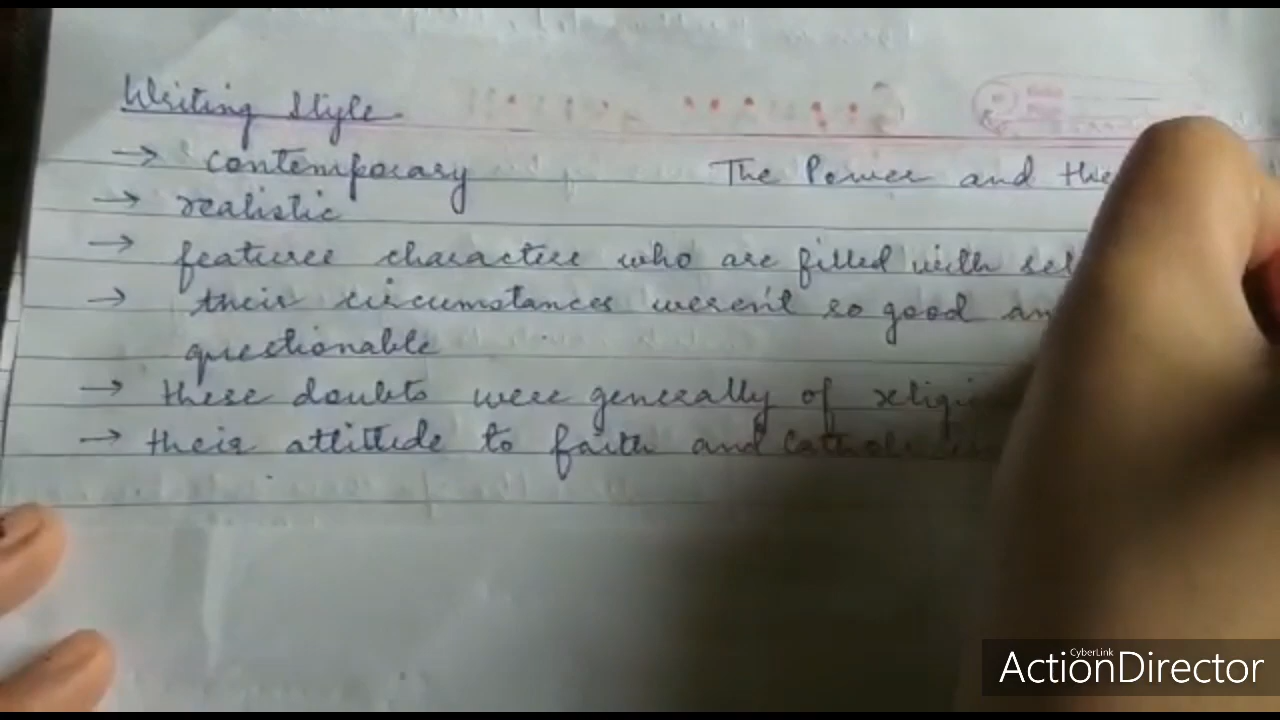 Writing Style
→ contemporary The Power and the
→ realistic
→ features characters who are filled with
→ their circumstances weren't so good
questionable
→ these doubts were generally of
→ their attitude to faith and
CyberLink
ActionDirector